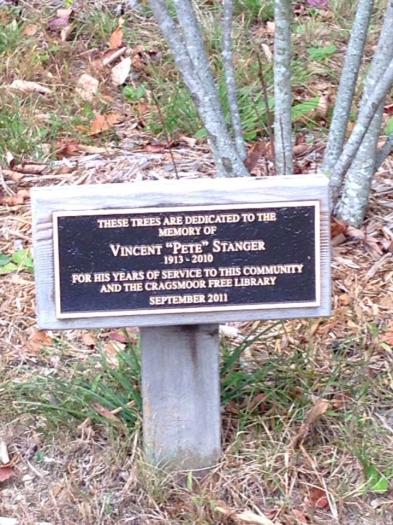 THESE TREES ARE DEDICATED TO THE
MEMORY OF
VINCENT "PETE" STANGER
1913 - 2010
FOR HIS YEARS OF SERVICE TO THIS COMMUNITY
AND THE CRAGSMOOR FREE LIBRARY
SEPTEMBER 2011